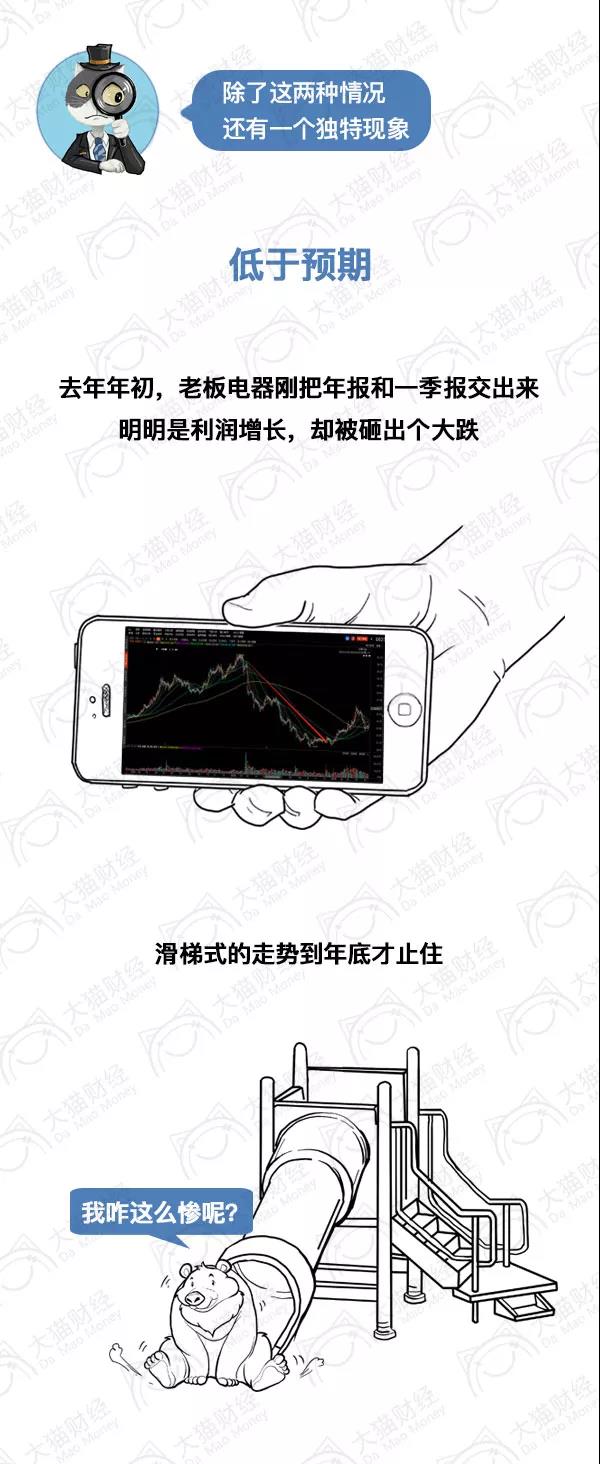 除了这两种情况
还有一个独特现象
低于预期
去年年初，老板电器刚把年报和一季报交出来
明明是利润增长，却被砸出个大跌
滑梯式的走势到年底才止住
我咋这么惨呢？
大猫财经
Da Mao Money